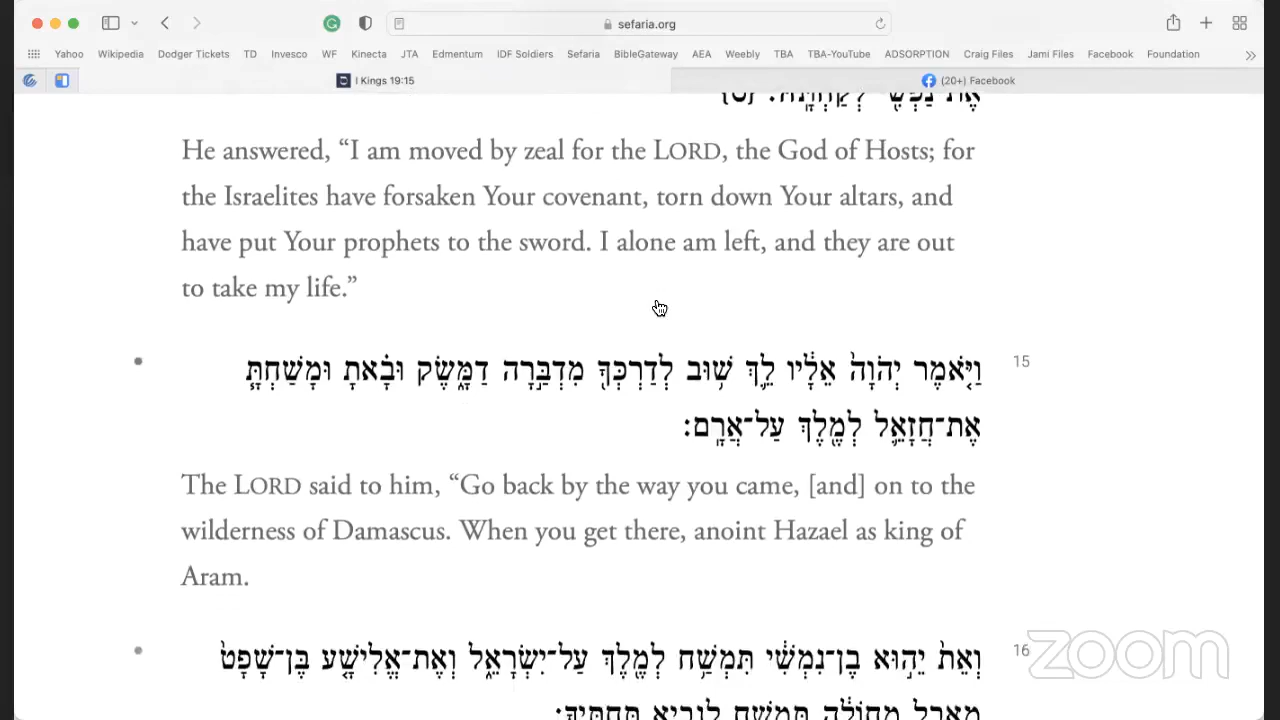 sefaria.org
Yahoo Wikipedia Dodger Tickets TD Invesco WF Kinecta JTA Edmentum IDF Soldiers Sefaria BibleGateway AEA Weebly TBA TBA-YouTube ADSORPTION Craig Files Jami Files Facebook Foundation
I Kings 19:15 (20+) Facebook
אֶת־נַפְשִׁ֖י לְקַחְתָּֽהּ׃ {ס}
He answered, “I am moved by zeal for the LORD, the God of Hosts; for
the Israelites have forsaken Your covenant, torn down Your altars, and
have put Your prophets to the sword. I alone am left, and they are out
to take my life.”
15 וַיֹּ֤אמֶר יְהֹוָה֙ אֵלָ֔יו לֵ֛ךְ שׁ֥וּב לְדַרְכְּךָ֖ מִדְבַּ֣רָה דַמָּ֑שֶׂק וּבָ֗אתָ וּמָשַׁחְתָּ֧
אֶת־חֲזָאֵ֛ל לְמֶ֖לֶךְ עַל־אֲרָֽם׃
The LORD said to him, “Go back by the way you came, [and] on to the
wilderness of Damascus. When you get there, anoint Hazael as king of
Aram.
16 וְאֵת֙ יֵה֣וּא בֶן־נִמְשִׁ֔י תִּמְשַׁ֥ח לְמֶ֖לֶךְ עַל־יִשְׂרָאֵ֑ל וְאֶת־אֱלִישָׁ֤ע בֶּן־שָׁפָט֙
מֵאָבֵ֣ל מְחוֹלָ֔ה תִּמְשַׁ֥ח לְנָבִ֖יא תַּחְתֶּֽיךָ׃
zoom